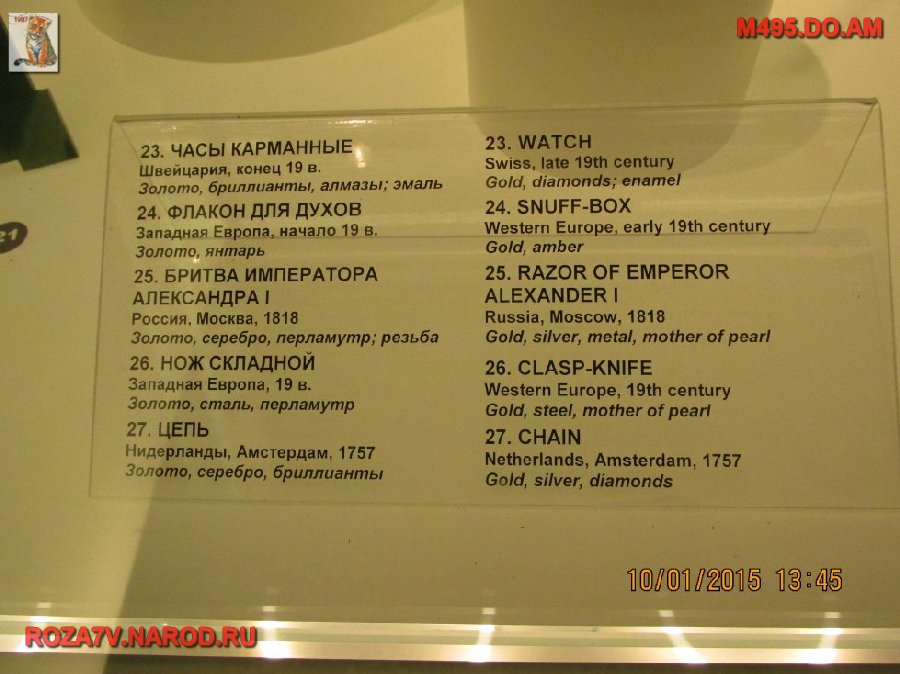 1987
M495.DO.AM
23. ЧАСЫ КАРМАННЫЕ
Швейцария, конец 19 в.
Золото, бриллианты, алмазы; эмаль
24. ФЛАКОН ДЛЯ ДУХОВ
Западная Европа, начало 19 в.
Золото, янтарь
25. БРИТВА ИМПЕРАТОРА
АЛЕКСАНДРА I
Россия, Москва, 1818
Золото, серебро, перламутр; резьба
26. НОЖ СКЛАДНОЙ
Западная Европа, 19 в.
Золото, сталь, перламутр
27. ЦЕПЬ
Нидерланды, Амстердам, 1757
Золото, серебро, бриллианты
23. WATCH
Swiss, late 19th century
Gold, diamonds; enamel
24. SNUFF-BOX
Western Europe, early 19th century
Gold, amber
25. RAZOR OF EMPEROR
ALEXANDER I
Russia, Moscow, 1818
Gold, silver, metal, mother of pearl
26. CLASP-KNIFE
Western Europe, 19th century
Gold, steel, mother of pearl
27. CHAIN
Netherlands, Amsterdam, 1757
Gold, silver, diamonds
21
10/01/2015 13:45
ROZA7V.NAROD.RU